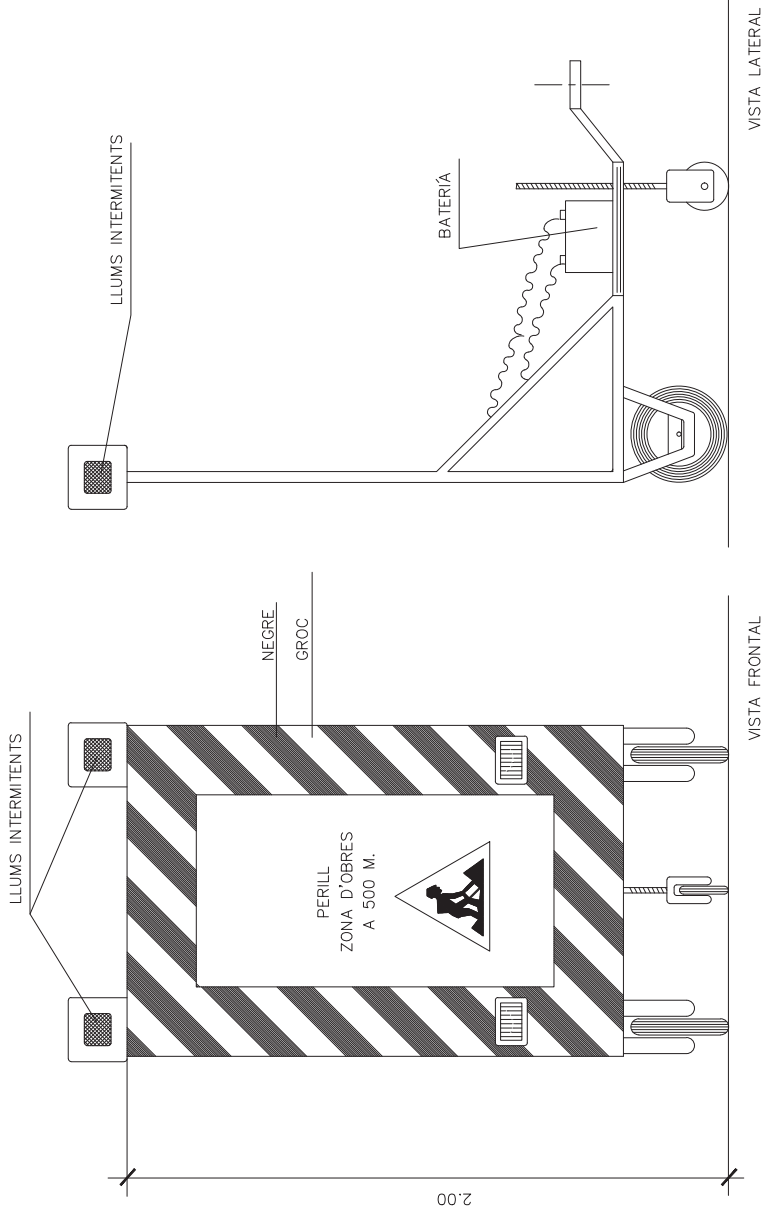 LLUMS INTERMITENTS
NEGRE
GROC
PERILL
ZONA D'OBRES
A 500 M.
2.00
VISTA FRONTAL
LLUMS INTERMITENTS
BATERÍA
VISTA LATERAL